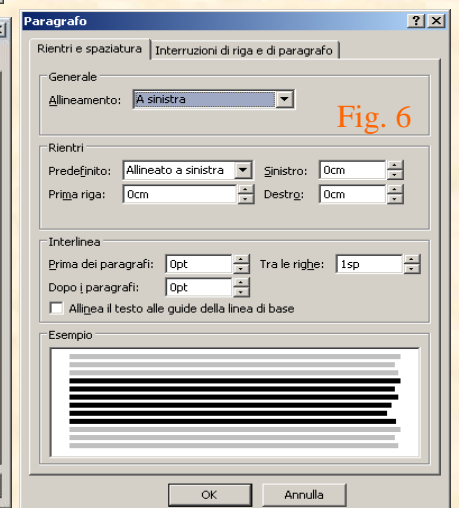 Paragrafo
Rientri e spaziatura Interruzioni di riga e di paragrafo
Generale
Allineamento: A sinistra
Fig. 6
Rientri
Predefinito: Allineato a sinistra Sinistro: 0cm
Prima riga: 0cm Destro: 0cm
Interlinea
Prima dei paragrafi: 0pt Tra le righe: 1sp
Dopo i paragrafi: 0pt
Allinea il testo alle guide della linea di base
Esempio
OK Annulla